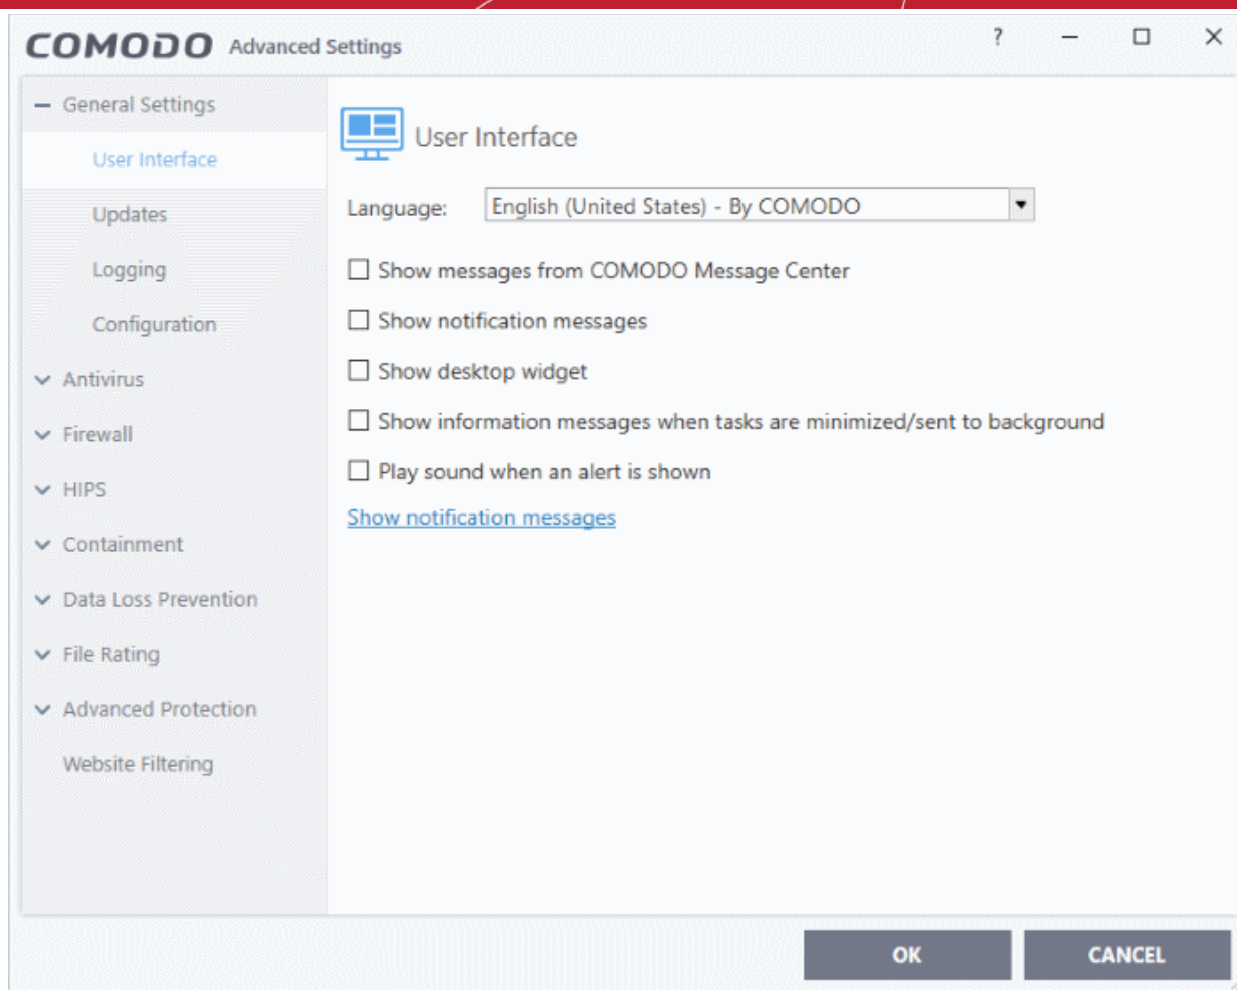 COMODO Advanced Settings ?
General Settings
User Interface
Updates
Logging
Configuration
Antivirus
Firewall
HIPS
Containment
Data Loss Prevention
File Rating
Advanced Protection
Website Filtering
User Interface
Language: English (United States) - By COMODO
Show messages from COMODO Message Center
Show notification messages
Show desktop widget
Show information messages when tasks are minimized/sent to background
Play sound when an alert is shown
Show notification messages
OK CANCEL